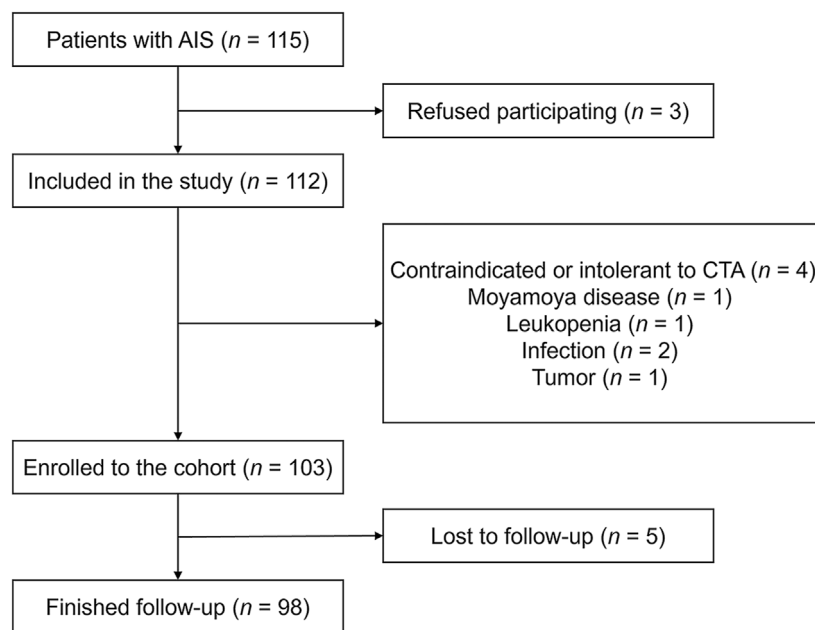 Patients with AIS (n = 115)
Refused participating (n = 3)
Included in the study (n = 112)
Contraindicated or intolerant to CTA (n = 4)
Moyamoya disease (n = 1)
Leukopenia (n = 1)
Infection (n = 2)
Tumor (n = 1)
Enrolled to the cohort (n = 103)
Lost to follow-up (n = 5)
Finished follow-up (n = 98)